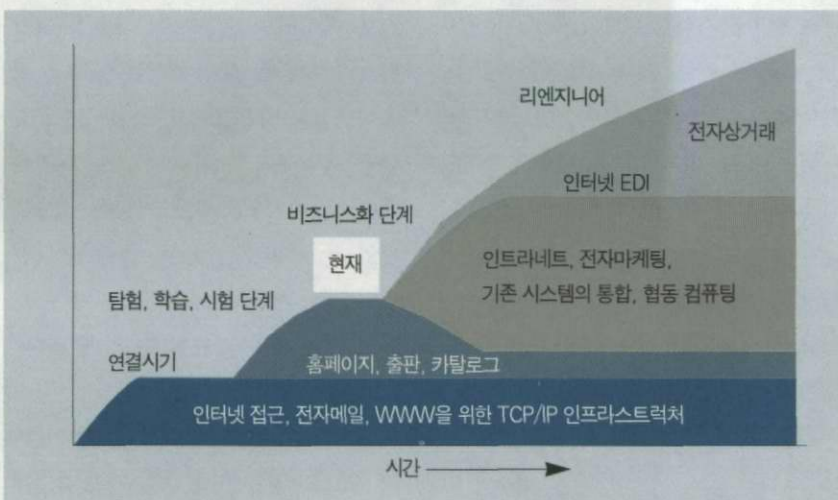 리엔지니어
전자상거래
인터넷 EDI
비즈니스화 단계
현재
인트라네트, 전자마케팅,
기존 시스템의 통합, 협동 컴퓨팅
탐험, 학습, 시험 단계
연결시기
홈페이지, 출판, 카탈로그
인터넷 접근, 전자메일, WWW을 위한 TCP/IP 인프라스트럭처
시간